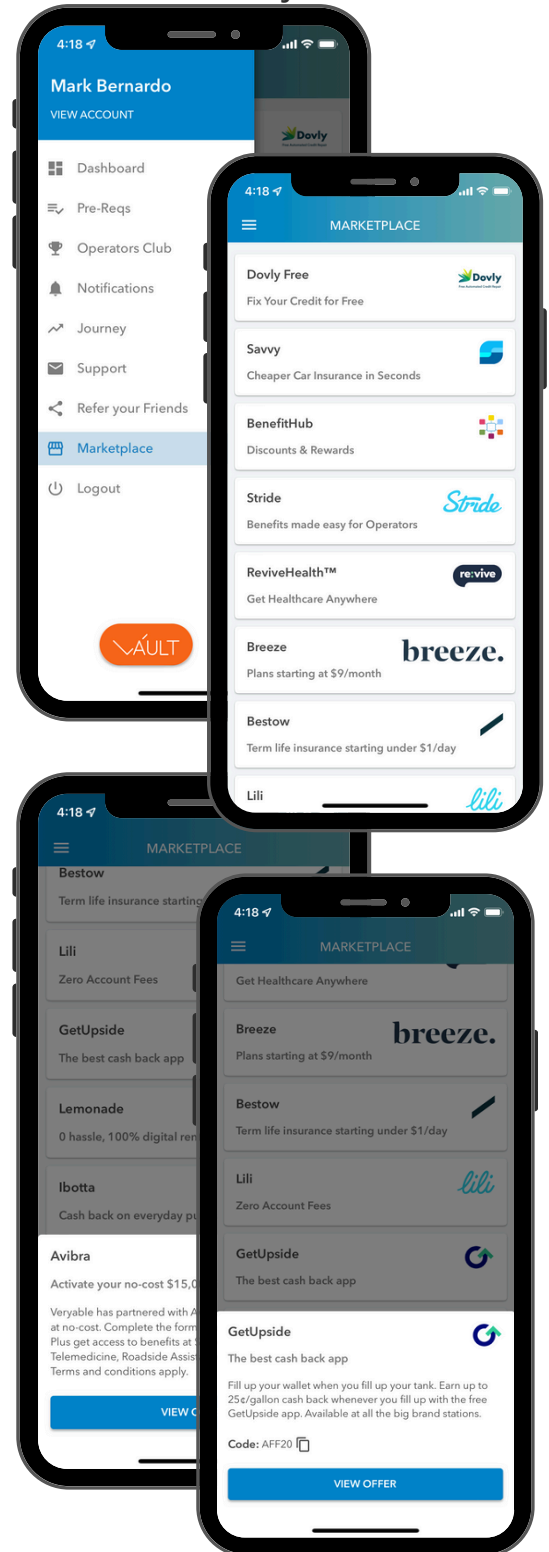 4:18
Mark Bernardo
VIEW ACCOUNT
Dovly
Dashboard
Pre-Reqs
Operators Club
Notifications
Journey
Support
Refer your Friends
Marketplace
Logout
VAULT
4:18
MARKETPLACE
Dovly Free
Dovly
Free Automated Credit Repair
Fix Your Credit for Free
Savvy
Cheaper Car Insurance in Seconds
BenefitHub
Discounts & Rewards
Stride
Stride
Benefits made easy for Operators
ReviveHealth™
re:vive
Get Healthcare Anywhere
Breeze
breeze.
Plans starting at $9/month
Bestow
Term life insurance starting under $1/day
Lili
lili
4:18
MARKETPLACE
Bestow
Term life insurance starting
Lili
Zero Account Fees
GetUpside
The best cash back app
Lemonade
0 hassle, 100% digital ren
Ibotta
Cash back on everyday pu
Avibra
Activate your no-cost $15,0
Veryable has partnered with A
at no-cost. Complete the form
Plus get access to benefits at
Telemedicine, Roadside Assist
Terms and conditions apply.
VIEW
4:18
MARKETPLACE
Get Healthcare Anywhere
Breeze
breeze.
Plans starting at $9/month
Bestow
Term life insurance starting under $1/day
Lili
lili
Zero Account Fees
GetUpside
The best cash back app
GetUpside
The best cash back app
Fill up your wallet when you fill up your tank. Earn up to
25¢/gallon cash back whenever you fill up with the free
GetUpside app. Available at all the big brand stations.
Code: AFF20
VIEW OFFER